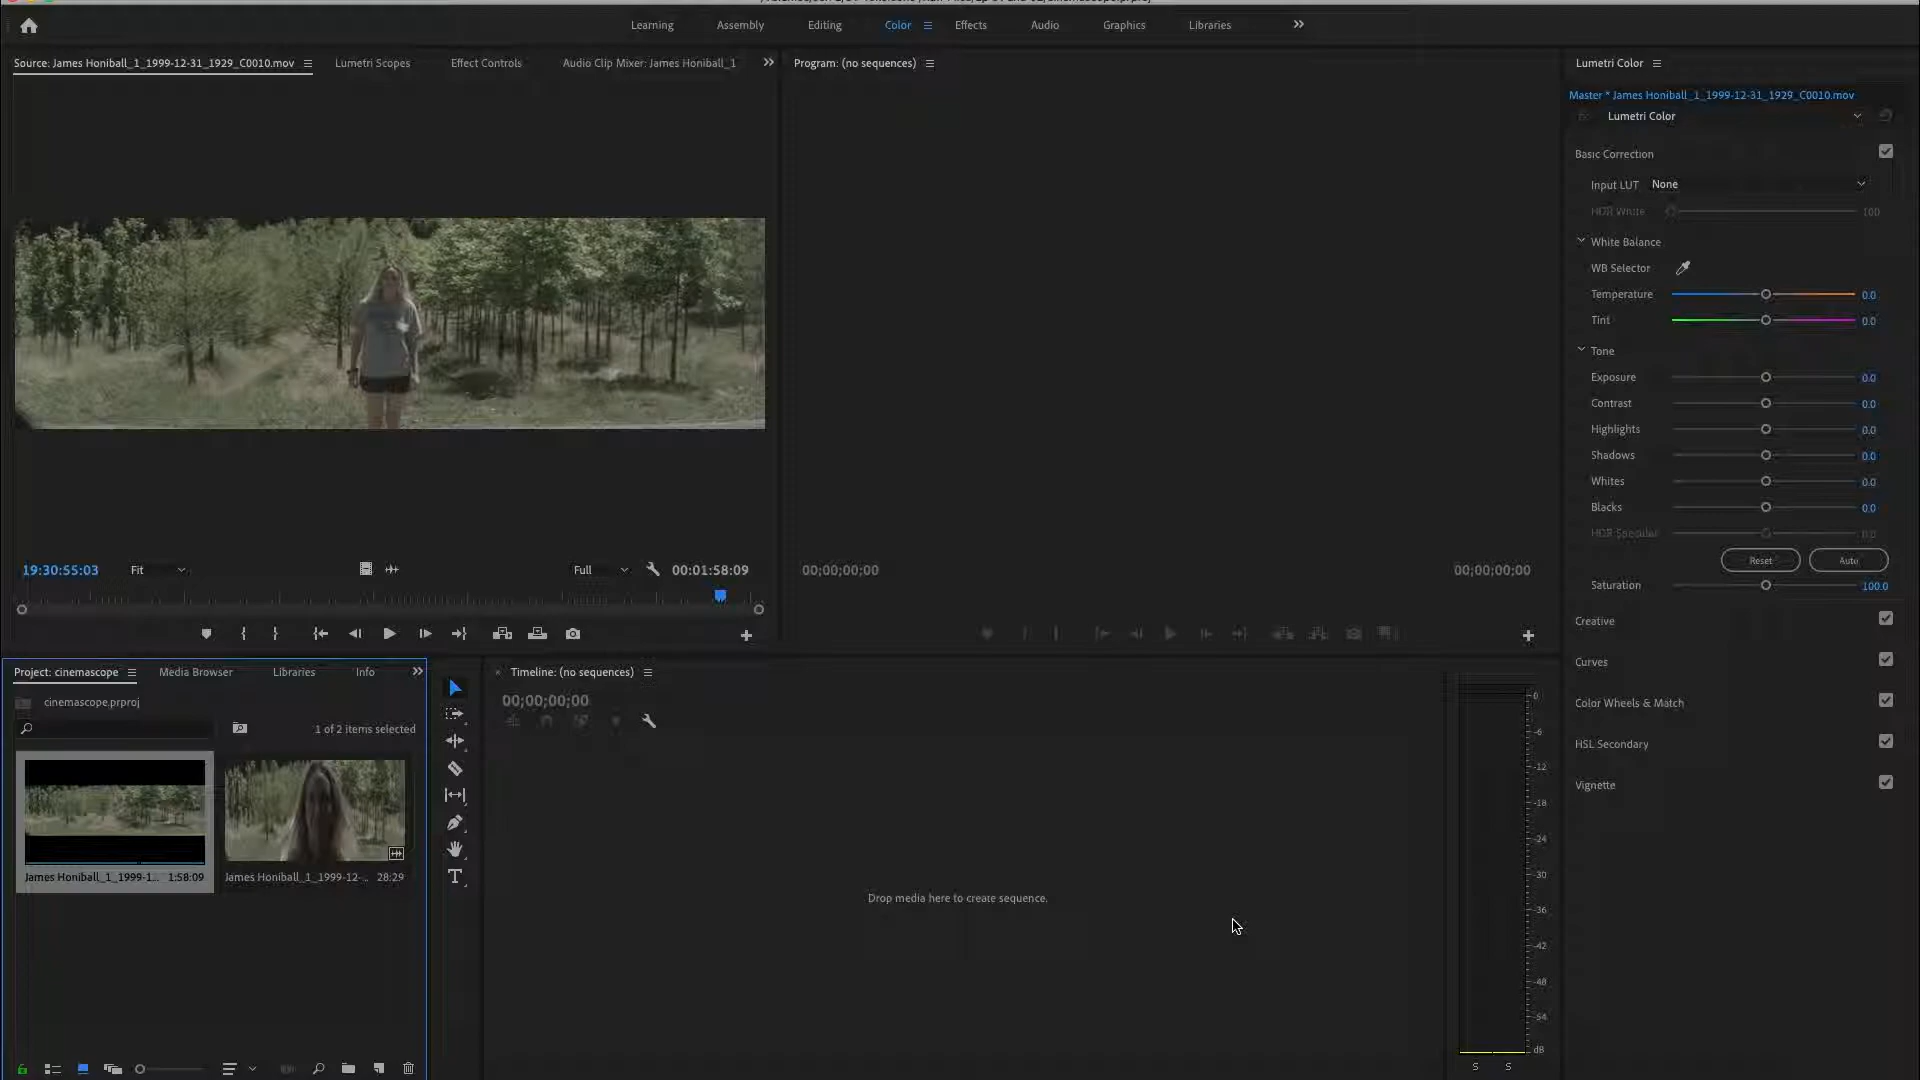 Learning Assembly Editing Color Effects Audio Graphics Libraries
Source: James Honiball_1_1999-12-31_1929_C0010.mov Lumetri Scopes Effect Controls Audio Clip Mixer: James Honiball_1
Program: (no sequences)
Lumetri Color
Master * James Honiball_1_1999-12-31_1929_C0010.mov
Lumetri Color
Basic Correction
Input LUT None
HDR White 100
White Balance
WB Selector
Temperature 0.0
Tint 0.0
Tone
Exposure 0.0
Contrast 0.0
Highlights 0.0
Shadows 0.0
Whites 0.0
Blacks 0.0
HDR Specular 0.0
Reset Auto
Saturation 100.0
Creative
Curves
Color Wheels & Match
HSL Secondary
Vignette
19:30:55:03 Fit Full 00:01:58:09
00;00;00;00 00;00;00;00
Project: cinemascope Media Browser Libraries Info
cinemascope.prproj
1 of 2 items selected
James Honiball_1_1999-1... 1:58:09
James Honiball_1_1999-12-... 28:29
Timeline: (no sequences)
00;00;00;00
Drop media here to create sequence.
0
-6
-12
-18
-24
-30
-36
-42
-48
-54
dB
S S